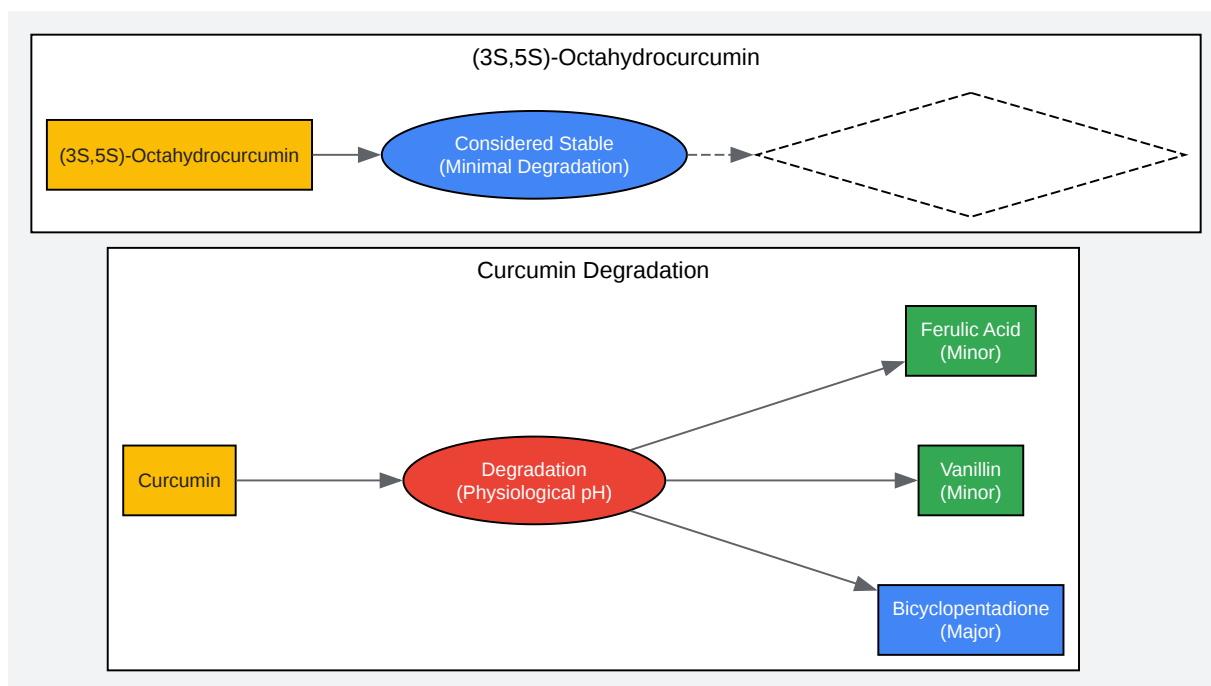 (3S,5S)-Octahydrocurcumin
(3S,5S)-Octahydrocurcumin
Considered Stable
(Minimal Degradation)
Curcumin Degradation
Curcumin
Degradation
(Physiological pH)
Ferulic Acid
(Minor)
Vanillin
(Minor)
Bicyclopentadione
(Major)